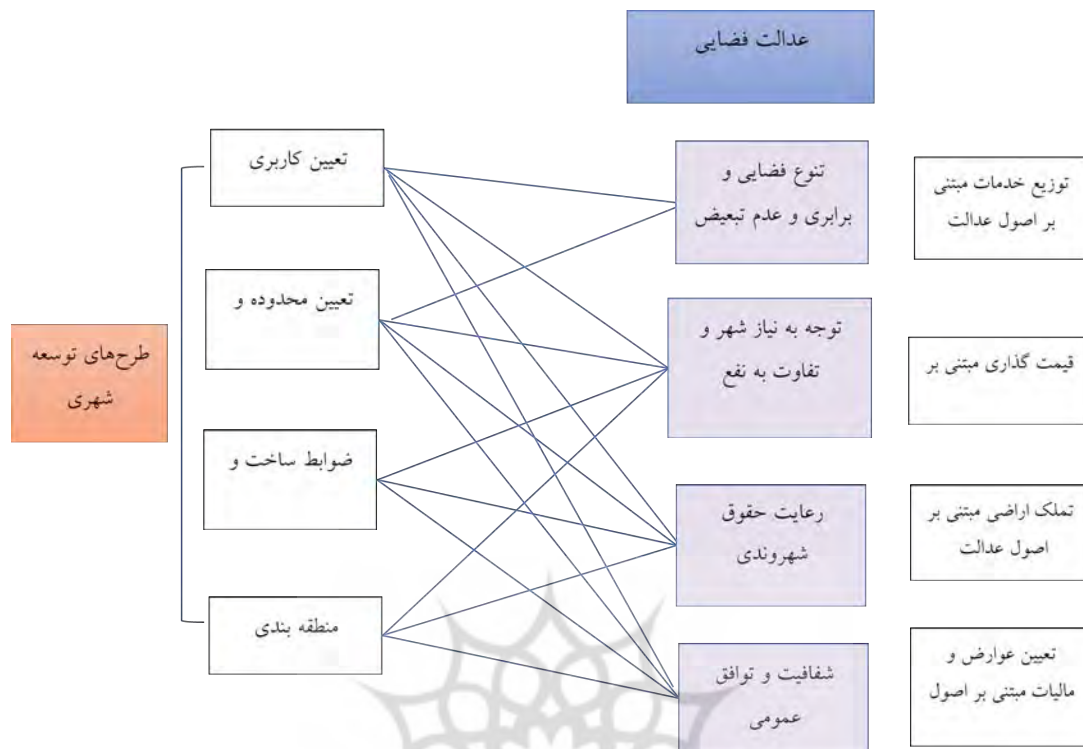 عدالت فضایی
توزیع خدمات مبتنی
بر اصول عدالت
تنوع فضایی و
برابری و عدم تبعیض
تعیین کاربری
قیمت گذاری مبتنی بر
توجه به نیاز شهر و
تفاوت به نفع
تعیین محدوده و
طرح‌های توسعه
شهری
تملک اراضی مبتنی بر
اصول عدالت
رعایت حقوق
شهروندی
ضوابط ساخت و
تعیین عوارض و
مالیات مبتنی بر اصول
شفافیت و توافق
عمومی
منطقه بندی